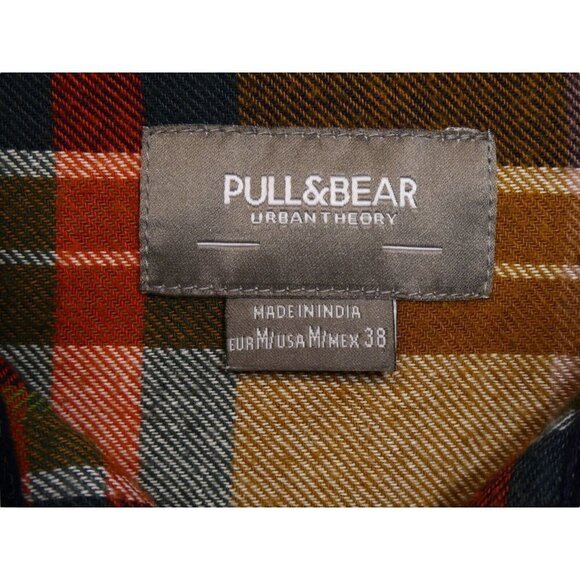 PULL&BEAR
URBAN THEORY
MADE IN INDIA
EUR M/USA M/MEX 38